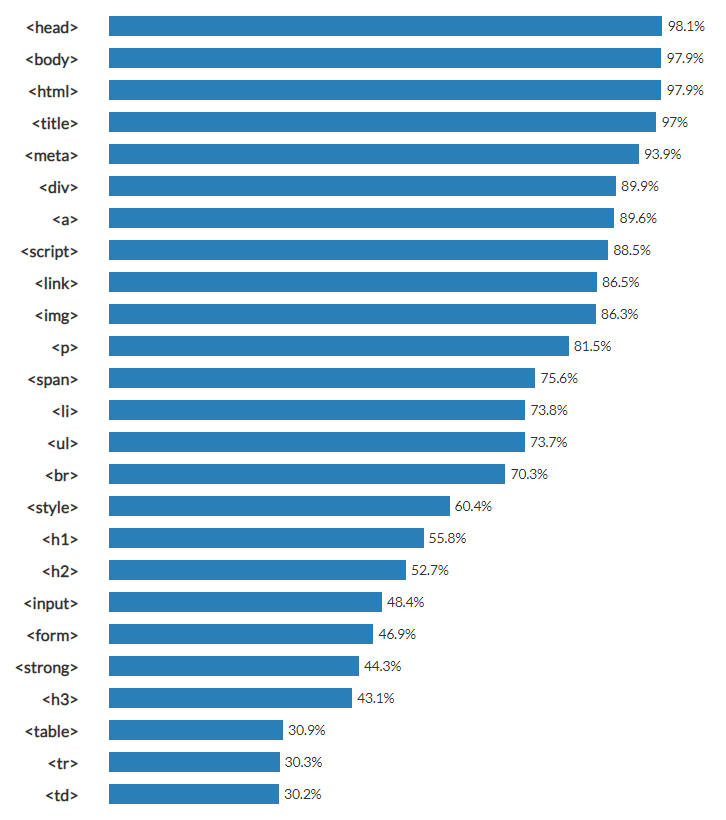 <head> 98.1%
<body> 97.9%
<html> 97.9%
<title> 97%
<meta> 93.9%
<div> 89.9%
<a> 89.6%
<script> 88.5%
<link> 86.5%
<img> 86.3%
<p> 81.5%
<span> 75.6%
<li> 73.8%
<ul> 73.7%
<br> 70.3%
<style> 60.4%
<h1> 55.8%
<h2> 52.7%
<input> 48.4%
<form> 46.9%
<strong> 44.3%
<h3> 43.1%
<table> 30.9%
<tr> 30.3%
<td> 30.2%